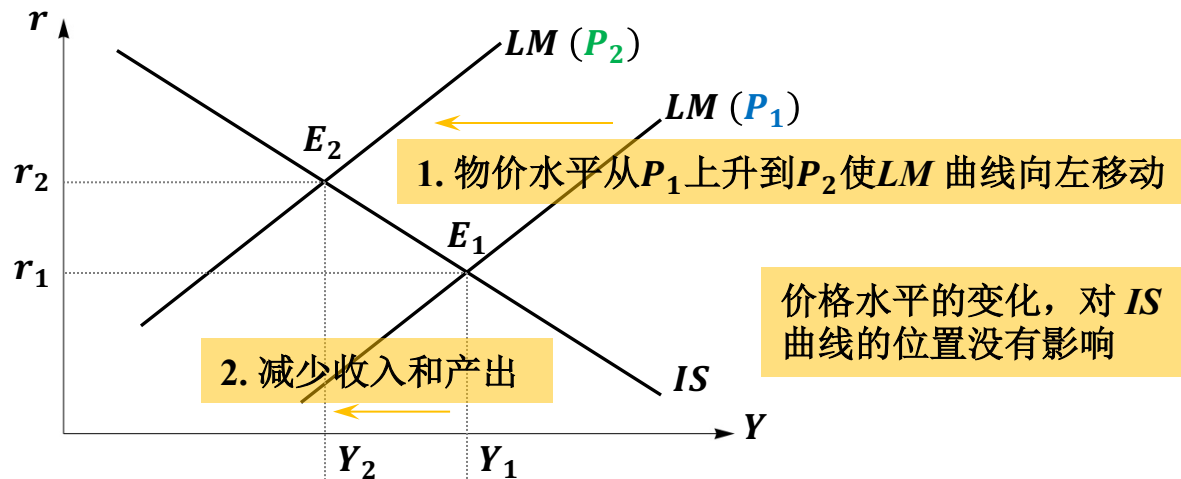 r
LM (P₂)
LM (P₁)
E₂
1. 物价水平从P₁上升到P₂使LM 曲线向左移动
r₂
E₁
r₁
价格水平的变化，对 IS
曲线的位置没有影响
2. 减少收入和产出
IS
Y
Y₂
Y₁